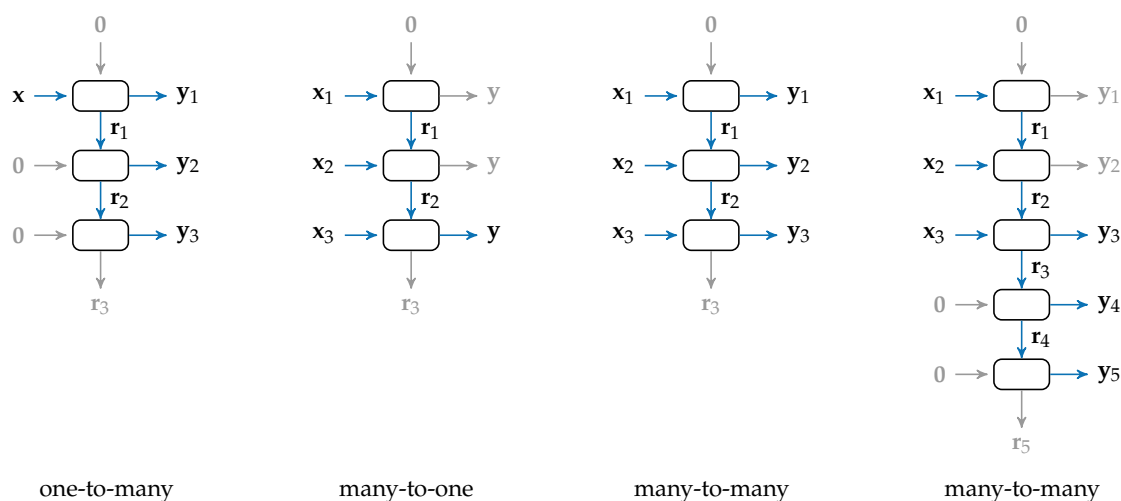 0 0 0 0
x y₁ x₁ y x₁ y₁ x₁ y₁
r₁ r₁ r₁ r₁
0 y₂ x₂ y x₂ y₂ x₂ y₂
r₂ r₂ r₂ r₂
0 y₃ x₃ y x₃ y₃ x₃ y₃
r₃
r₃ r₃ r₃ 0 y₄
r₄
0 y₅
r₅
one-to-many many-to-one many-to-many many-to-many